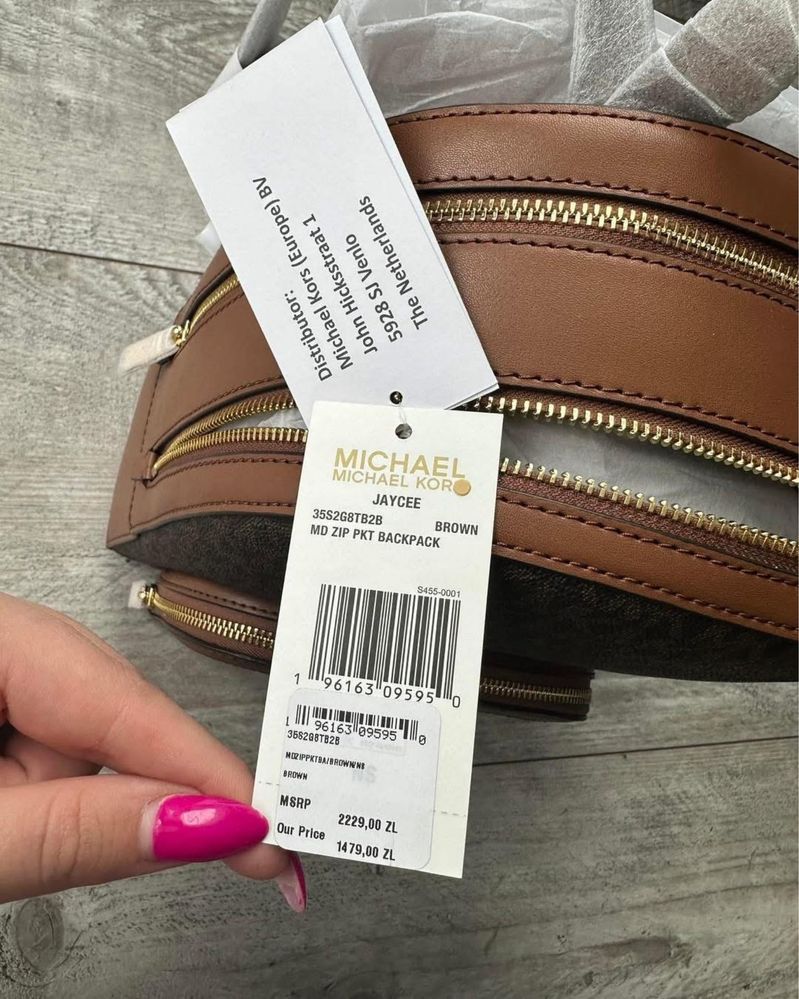 Distributor:
Michael Kors (Europe) BV
John Hicksstraat 1
5928 SJ Venlo
The Netherlands
MICHAEL
MICHAEL KOR
JAYCEE
35S2G8TB2B BROWN
MD ZIP PKT BACKPACK
S455-0001
1 96163 09595 0
1 96163 09595 0
35S2G8TB2B
MDZIPPKTBA/BROWN/NS
BROWN
MSRP 2229,00 ZL
Our Price 1479,00 ZL